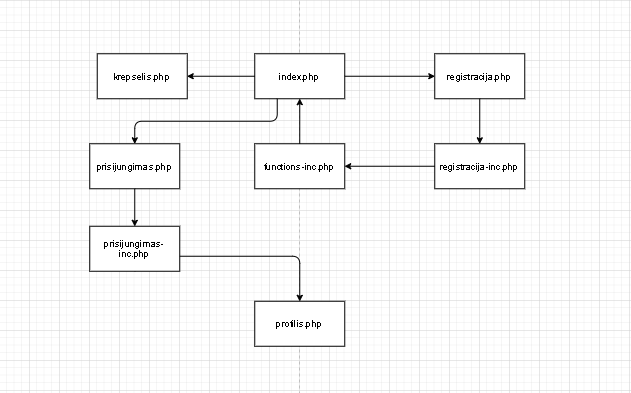 krepselis.php
index.php
registracija.php
prisijungimas.php
functions-inc.php
registracija-inc.php
prisijungimas-
inc.php
profilis.php